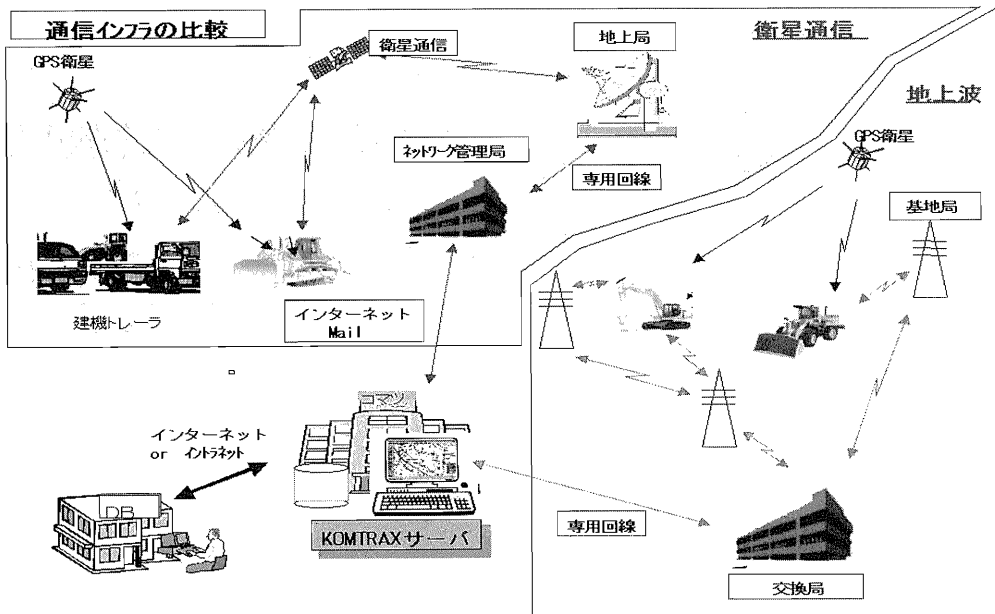 通信インフラの比較
衛星通信
地上局
衛星通信
GPS衛星
地上波
GPS衛星
ネットワーク管理局
専用回線
基地局
インターネット
Mail
建機トレーラ
コマツ
インターネット
or イントラネット
DB
KOMTRAXサーバ
専用回線
交換局